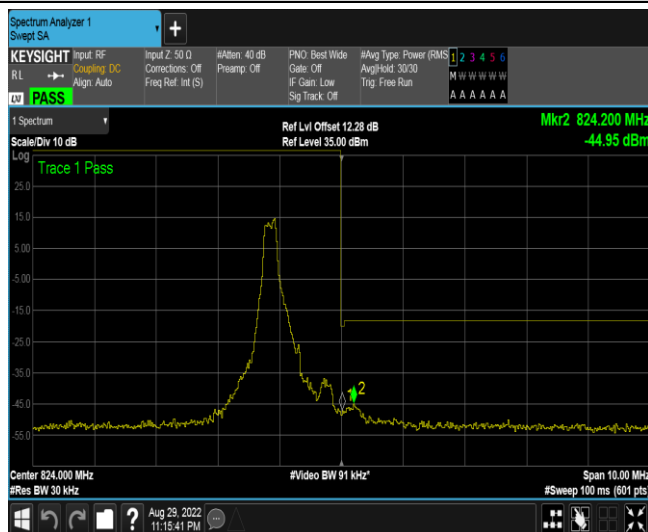 Spectrum Analyzer 1
Swept SA
KEYSIGHT
RL
LXI PASS
Input: RF
Coupling: DC
Align: Auto
Input Z: 50 Ω
Corrections: Off
Freq Ref: Int (S)
#Atten: 40 dB
Preamp: Off
PNO: Best Wide
Gate: Off
IF Gain: Low
Sig Track: Off
#Avg Type: Power (RMS
Avg|Hold: 30/30
Trig: Free Run
1 2 3 4 5 6
M W W W W W
A A A A A A
1 Spectrum
Scale/Div 10 dB
Ref Lvl Offset 12.28 dB
Ref Level 35.00 dBm
Mkr2 824.200 MHz
-44.95 dBm
Log
Trace 1 Pass
25.0
15.0
5.00
-5.00
-15.0
-25.0
-35.0
-45.0
-55.0
2
Center 824.000 MHz
#Res BW 30 kHz
#Video BW 91 kHz*
Span 10.00 MHz
#Sweep 100 ms (601 pts)
?
Aug 29, 2022
11:15:41 PM